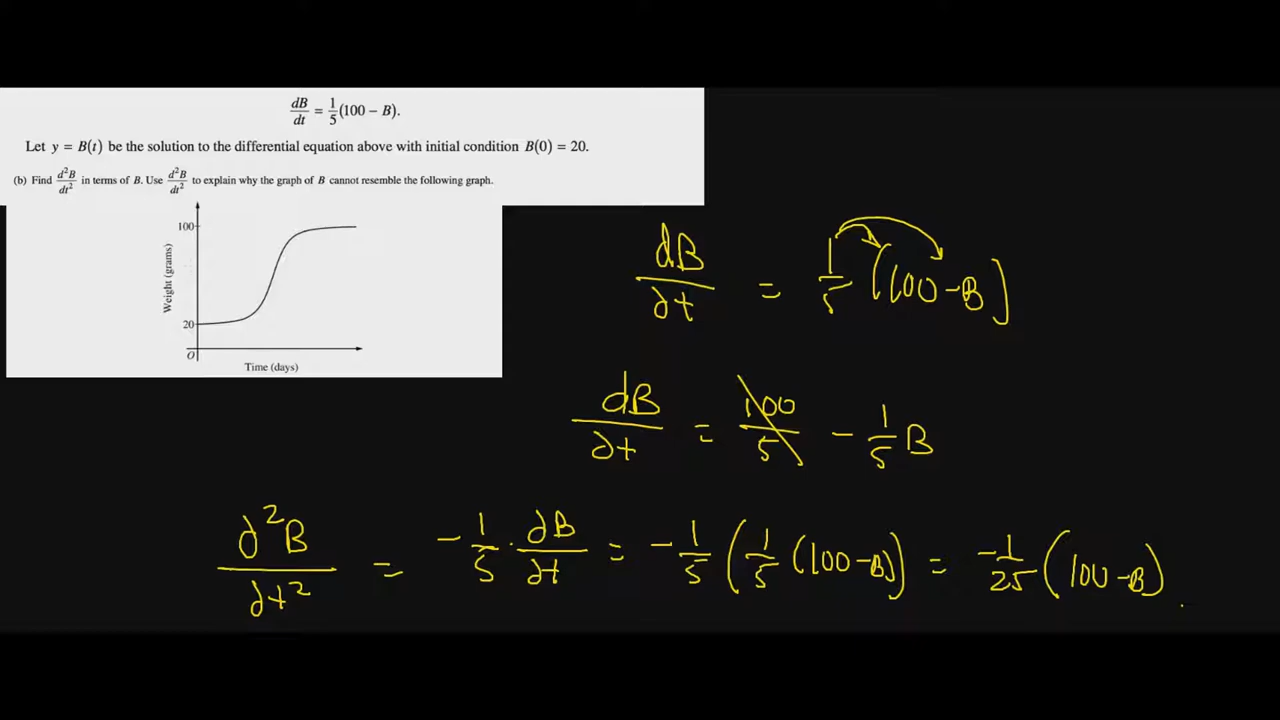 dB/dt = 1/5 (100 − B).
Let y = B(t) be the solution to the differential equation above with initial condition B(0) = 20.
(b) Find d²B/dt² in terms of B. Use d²B/dt² to explain why the graph of B cannot resemble the following graph.
100
Weight (grams)
20
O
Time (days)
dB/dt = 1/5 (100 − B)
dB/dt = 100/5 − 1/5 B
d²B/dt² = −1/5 · dB/dt = −1/5 (1/5 (100 − B)) = −1/25 (100 − B)